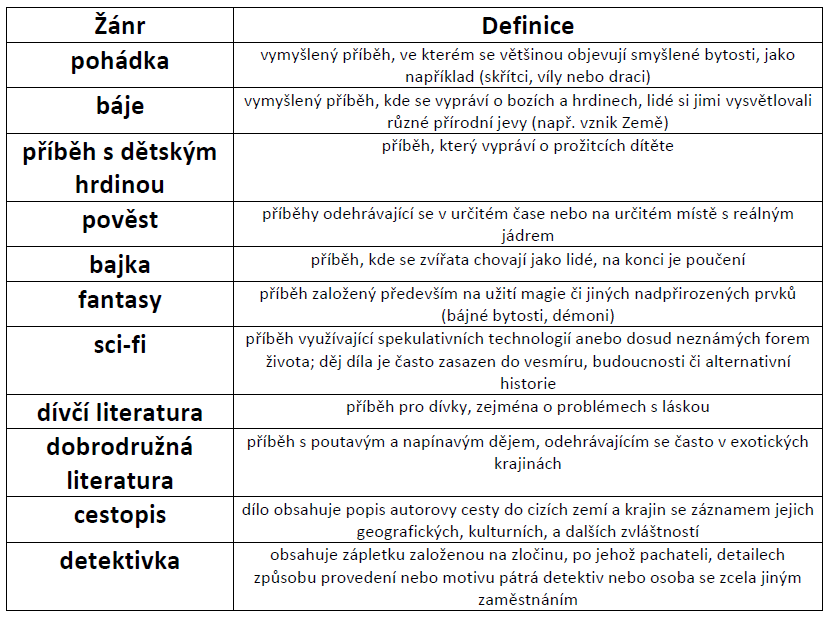 Žánr
Definice
pohádka
vymyšlený příběh, ve kterém se většinou objevují smyšlené bytosti, jako
například (skřítci, víly nebo draci)
báje
vymyšlený příběh, kde se vypráví o bozích a hrdinech, lidé si jimi vysvětlovali
různé přírodní jevy (např. vznik Země)
příběh s dětským
hrdinou
příběh, který vypráví o prožitcích dítěte
pověst
příběhy odehrávající se v určitém čase nebo na určitém místě s reálným
jádrem
bajka
příběh, kde se zvířata chovají jako lidé, na konci je poučení
fantasy
příběh založený především na užití magie či jiných nadpřirozených prvků
(bájné bytosti, démoni)
sci-fi
příběh využívající spekulativních technologií anebo dosud neznámých forem
života; děj díla je často zasazen do vesmíru, budoucnosti či alternativní
historie
dívčí literatura
příběh pro dívky, zejména o problémech s láskou
dobrodružná
literatura
příběh s poutavým a napínavým dějem, odehrávajícím se často v exotických
krajinách
cestopis
dílo obsahuje popis autorovy cesty do cizích zemí a krajin se záznamem jejich
geografických, kulturních, a dalších zvláštností
detektivka
obsahuje zápletku založenou na zločinu, po jehož pachateli, detailech
způsobu provedení nebo motivu pátrá detektiv nebo osoba se zcela jiným
zaměstnáním